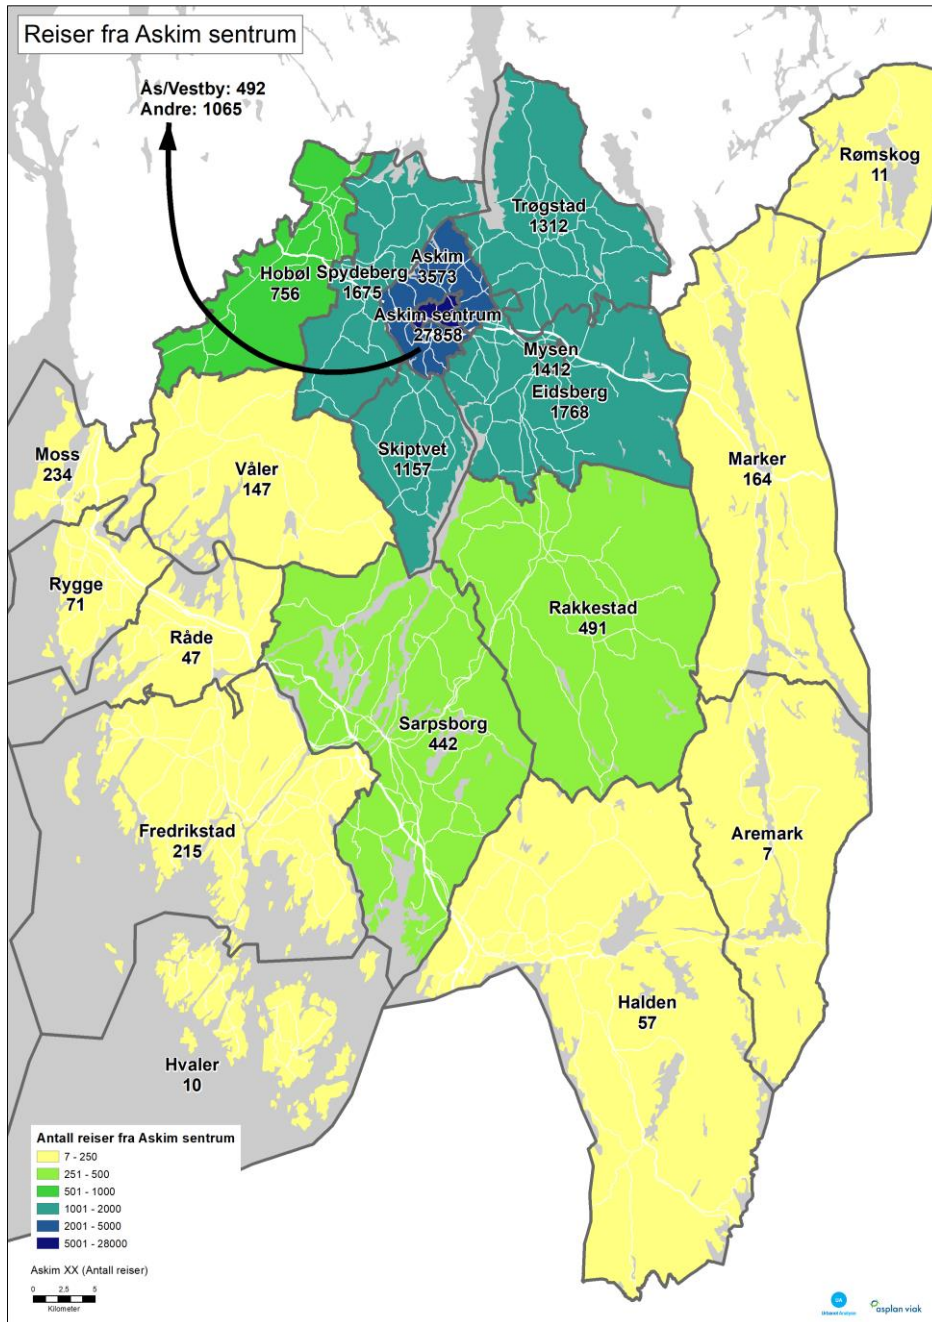 Reiser fra Askim sentrum
Ås/Vestby: 492
Andre: 1065
Rømskog
11
Trøgstad
1312
Askim
3573
Hobøl
756
Spydeberg
1675
Askim sentrum
27858
Mysen
1412
Eidsberg
1768
Moss
234
Våler
147
Skiptvet
1157
Marker
164
Rygge
71
Råde
47
Rakkestad
491
Sarpsborg
442
Fredrikstad
215
Aremark
7
Halden
57
Hvaler
10
Antall reiser fra Askim sentrum
7 - 250
251 - 500
501 - 1000
1001 - 2000
2001 - 5000
5001 - 28000
Askim XX (Antall reiser)
0 2,5 5
Kilometer
UA
asplan viak